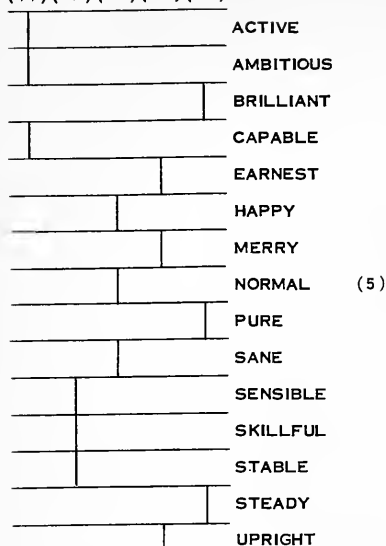 ACTIVE
AMBITIOUS
BRILLIANT
CAPABLE
EARNEST
HAPPY
MERRY
NORMAL (5)
PURE
SANE
SENSIBLE
SKILLFUL
STABLE
STEADY
UPRIGHT